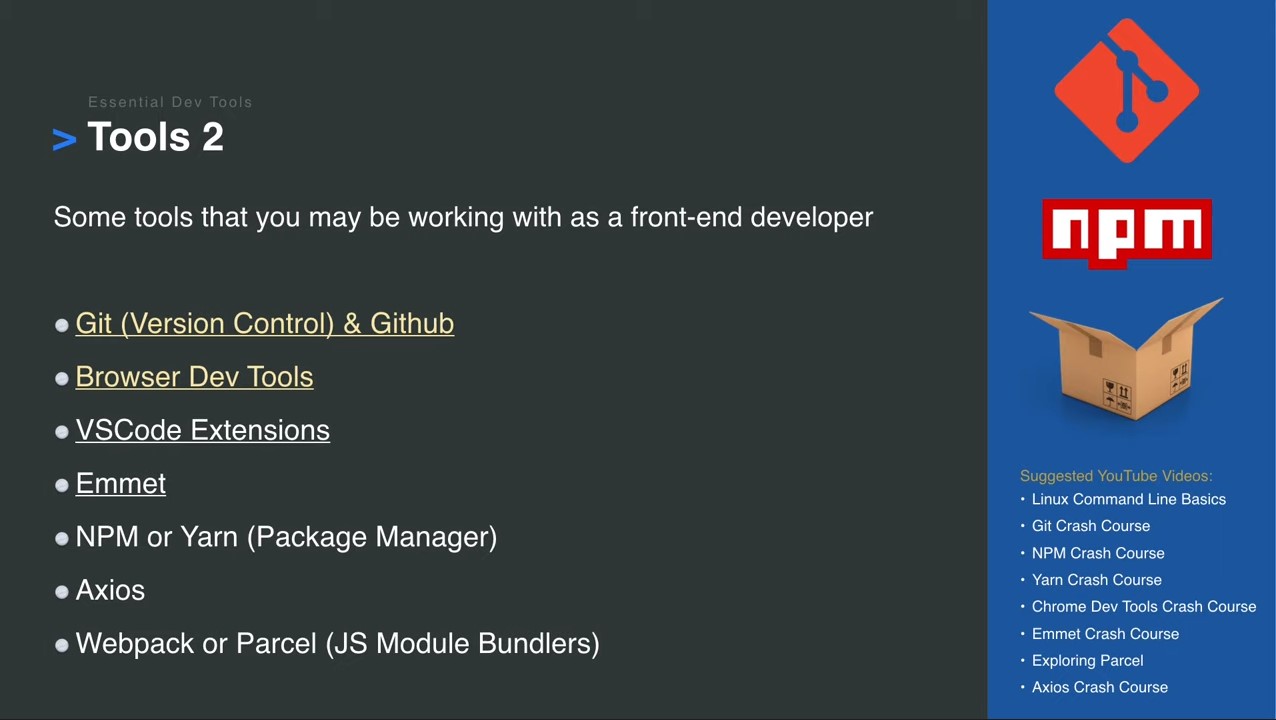 Essential Dev Tools
> Tools 2
Some tools that you may be working with as a front-end developer
Git (Version Control) & Github
Browser Dev Tools
VSCode Extensions
Emmet
NPM or Yarn (Package Manager)
Axios
Webpack or Parcel (JS Module Bundlers)
npm
Suggested YouTube Videos:
• Linux Command Line Basics
• Git Crash Course
• NPM Crash Course
• Yarn Crash Course
• Chrome Dev Tools Crash Course
• Emmet Crash Course
• Exploring Parcel
• Axios Crash Course